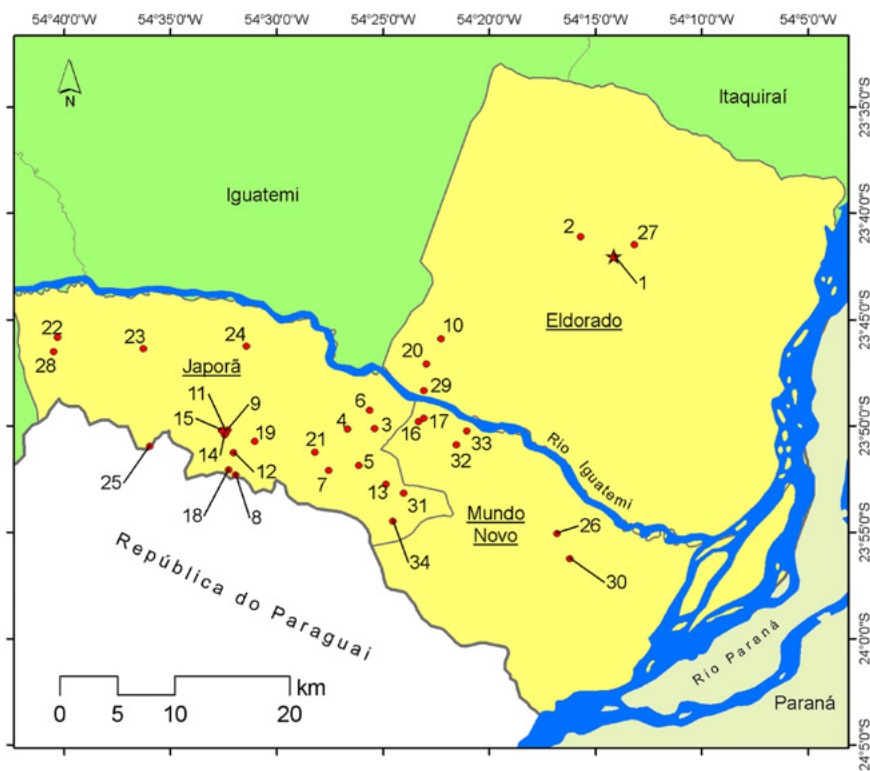 54°40'0"S 54°35'0"S 54°25'0"S 54°20'0"S 54°15'0"S 54°10'0"S 54°5'0"S
N
Itaquiraí
23°35'0"S
Iguatemi
23°40'0"S
2
27
1
23°45'0"S
Eldorado
10
20
29
22
28
23
24
Japorã
11
9
15
14
19
12
25
18
8
6
4
3
21
7
5
13
31
34
16
17
32
33
23°50'0"S
Rio Iguatemi
Mundo
Novo
26
30
23°55'0"S
República do Paraguai
24°0'0"S
Rio Paraná
Paraná
km
0 5 10 20
24°5'0"S